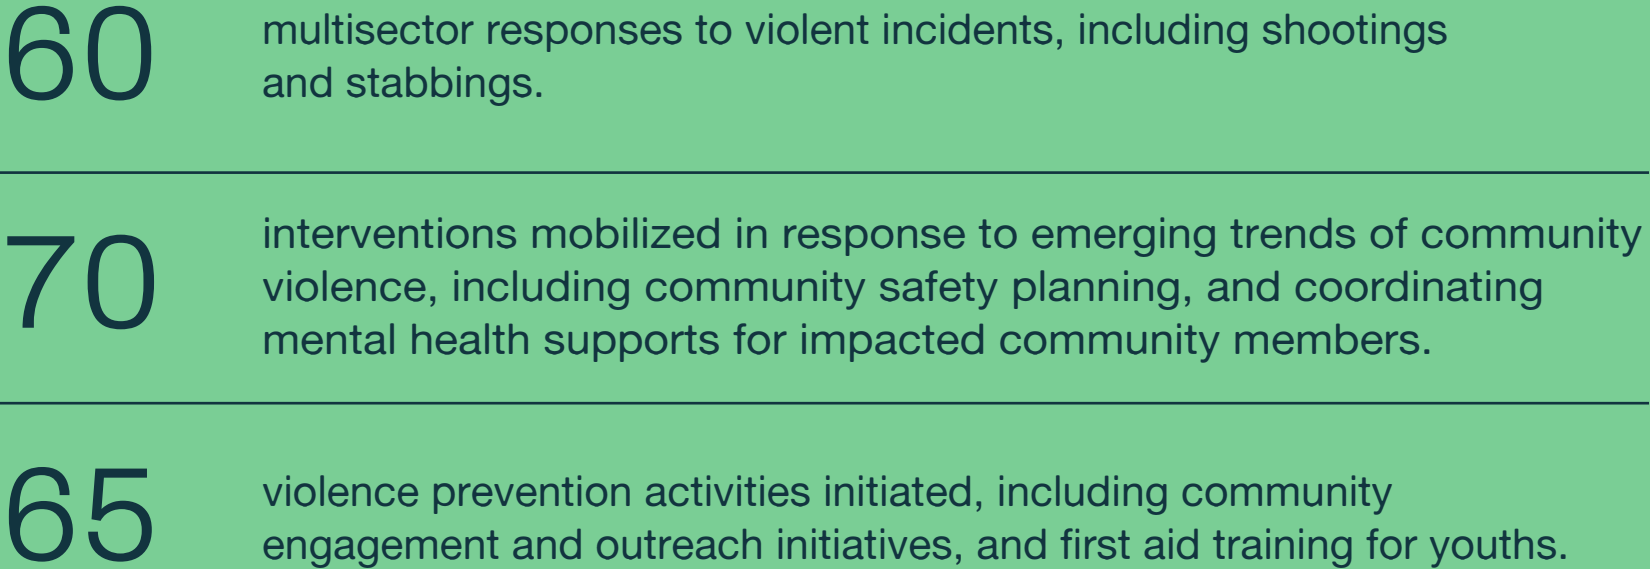 60
multisector responses to violent incidents, including shootings
and stabbings.
70
interventions mobilized in response to emerging trends of community
violence, including community safety planning, and coordinating
mental health supports for impacted community members.
65
violence prevention activities initiated, including community
engagement and outreach initiatives, and first aid training for youths.